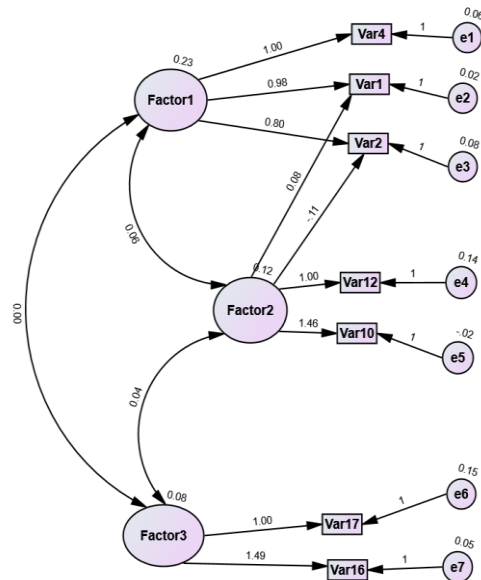 0.06
Var4
1
e1
1.00
0.23
0.02
Var1
1
e2
0.98
Factor1
0.08
Var2
1
e3
0.80
0.08
-.11
0.06
0.00
0.12
0.14
Factor2
1.00
Var12
1
e4
-.02
1.46
Var10
1
e5
0.04
0.15
0.08
e6
Factor3
1.00
Var17
1
0.05
1.49
Var16
1
e7